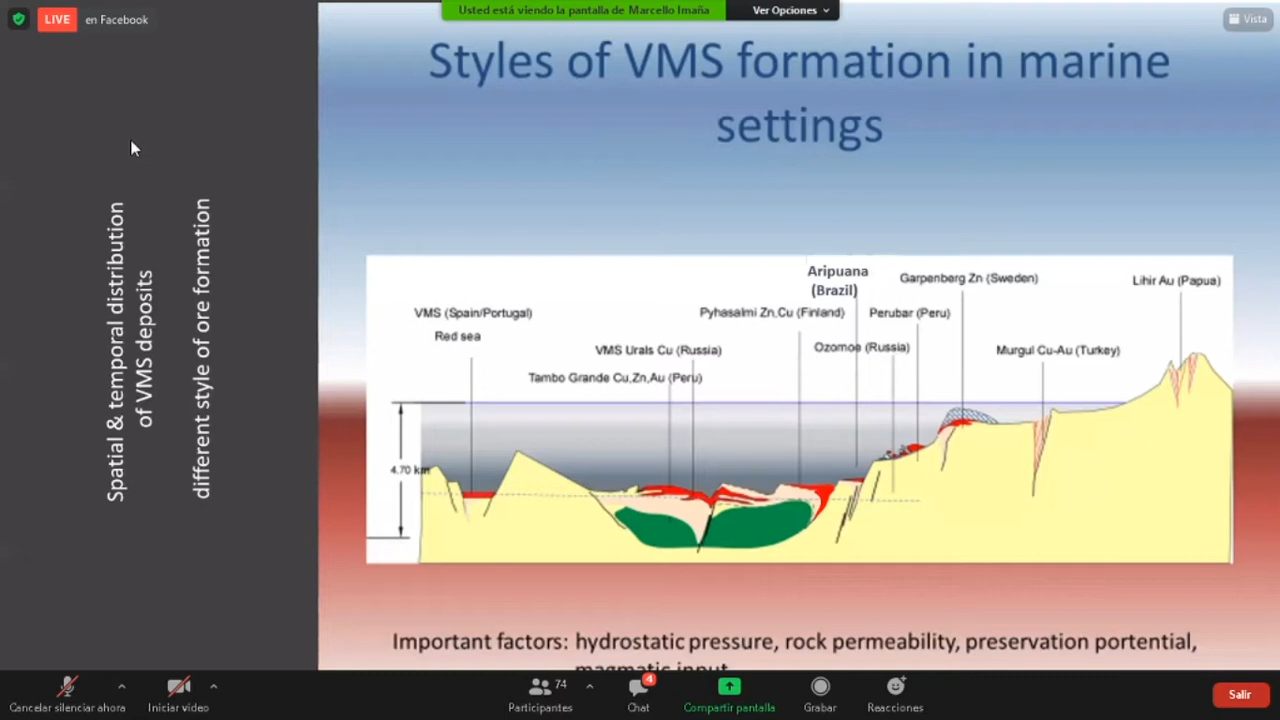 Usted está viendo la pantalla de Marcello Imaña
Ver Opciones
LIVE
en Facebook
Vista
Styles of VMS formation in marine
settings
Spatial & temporal distribution
of VMS deposits
different style of ore formation
Aripuana
(Brazil)
Garpenberg Zn (Sweden)
Lihir Au (Papua)
VMS (Spain/Portugal)
Pyhasalmi Zn,Cu (Finland)
Perubar (Peru)
Red sea
VMS Urals Cu (Russia)
Ozornoe (Russia)
Murgul Cu-Au (Turkey)
Tambo Grande Cu,Zn,Au (Peru)
4.70 km
Important factors: hydrostatic pressure, rock permeability, preservation portential,
magmatic input
74
4
Cancelar silenciar ahora
Iniciar video
Participantes
Chat
Compartir pantalla
Grabar
Reacciones
Salir